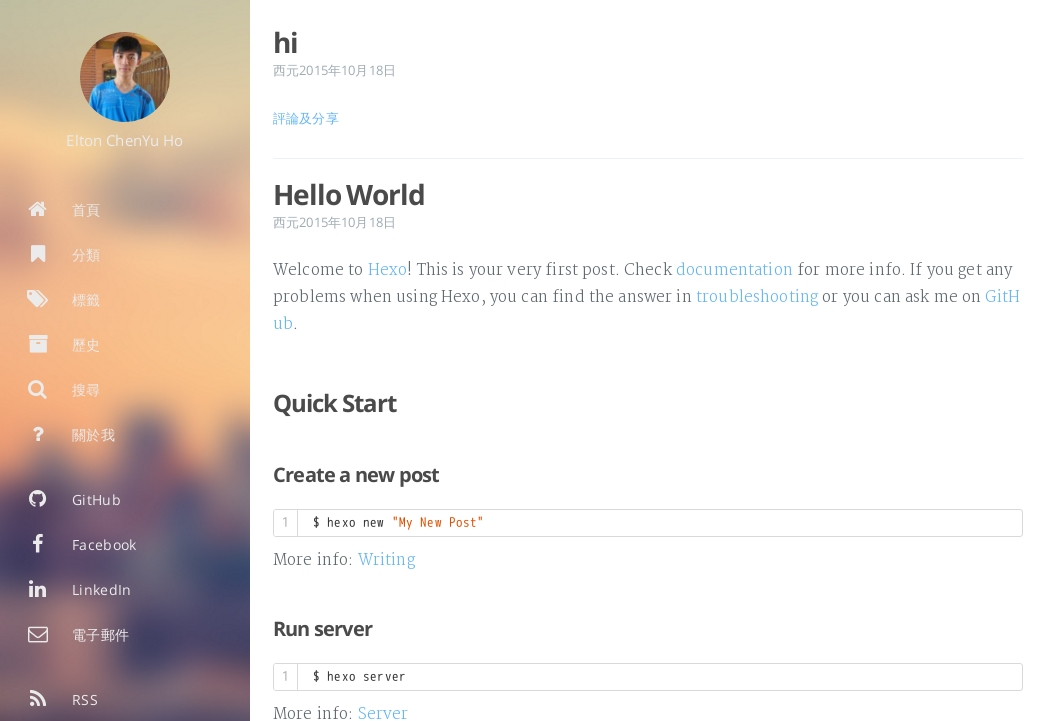 Elton ChenYu Ho
首頁
分類
標籤
歷史
搜尋
關於我
GitHub
Facebook
LinkedIn
電子郵件
RSS
hi
西元2015年10月18日
評論及分享
Hello World
西元2015年10月18日
Welcome to Hexo! This is your very first post. Check documentation for more info. If you get any
problems when using Hexo, you can find the answer in troubleshooting or you can ask me on GitH
ub.
Quick Start
Create a new post
1 $ hexo new "My New Post"
More info: Writing
Run server
1 $ hexo server
More info: Server